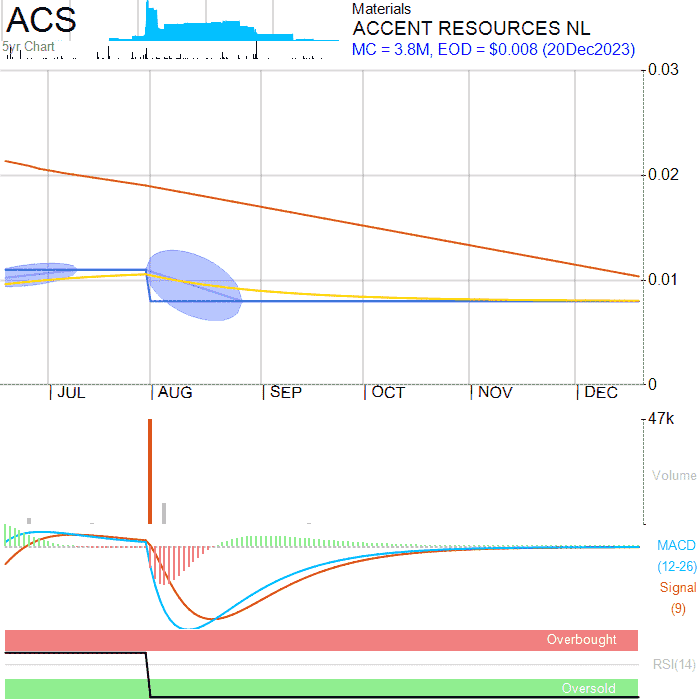 ACS
5yr Chart
Materials
ACCENT RESOURCES NL
MC = 3.8M, EOD = $0.008 (20Dec2023)
0.03
0.02
0.01
0
JUL AUG SEP OCT NOV DEC
47k
Volume
MACD
(12-26)
Signal
(9)
Overbought
RSI(14)
Oversold